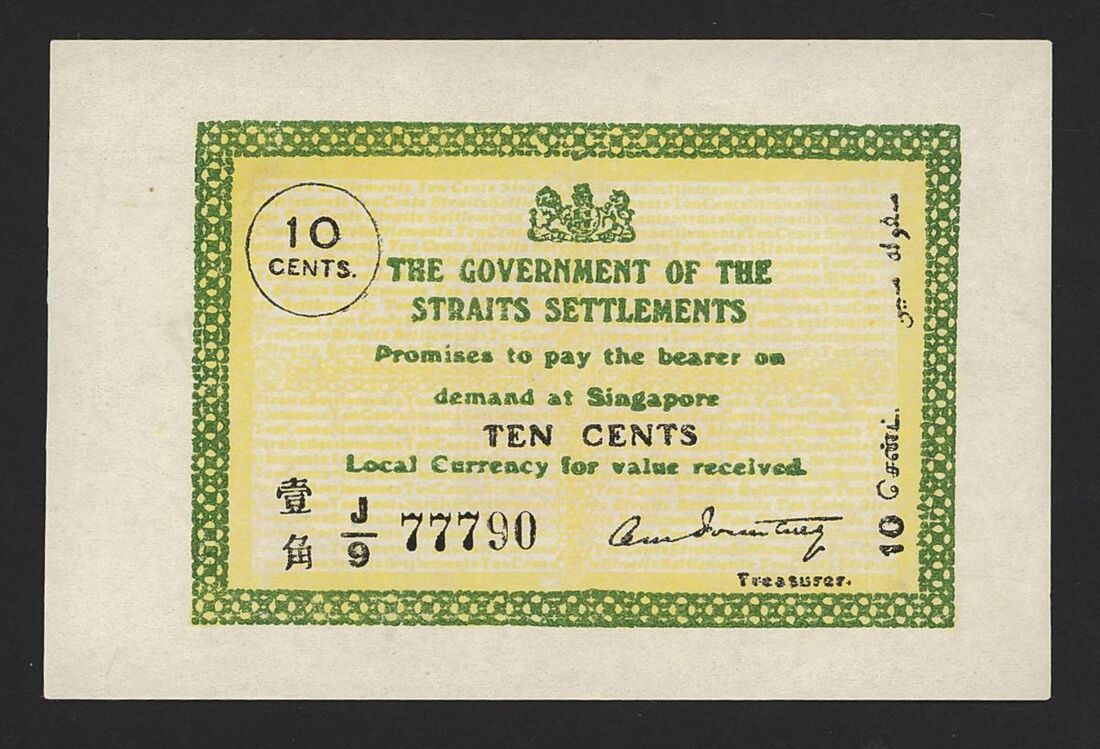 10
CENTS.
THE GOVERNMENT OF THE
STRAITS SETTLEMENTS
Promises to pay the bearer on
demand at Singapore
TEN CENTS
Local Currency for value received.
壹
角
J
9
77790
Treasurer.
10 சென்ட்.